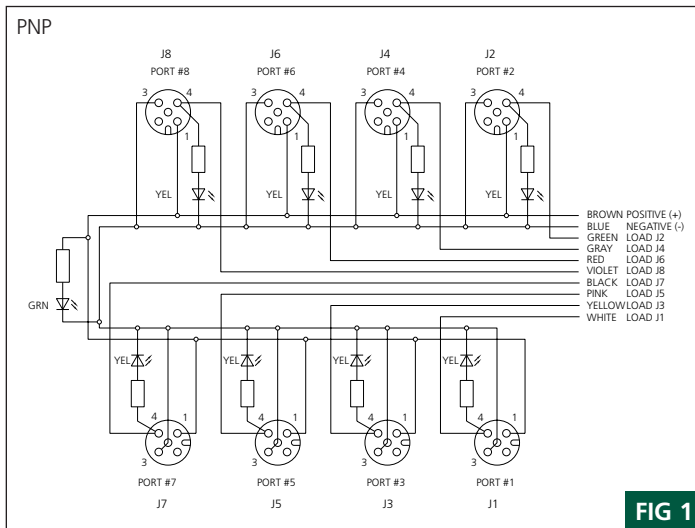 PNP
J8 J6 J4 J2
PORT #8 PORT #6 PORT #4 PORT #2
3 4 3 4 3 4 3 4
1 1 1 1
YEL YEL YEL YEL
BROWN POSITIVE (+)
BLUE NEGATIVE (-)
GREEN LOAD J2
GRAY LOAD J4
RED LOAD J6
VIOLET LOAD J8
BLACK LOAD J7
PINK LOAD J5
YELLOW LOAD J3
WHITE LOAD J1
GRN
YEL YEL YEL YEL
4 1 4 1 4 1 4 1
3 3 3 3
PORT #7 PORT #5 PORT #3 PORT #1
J7 J5 J3 J1
FIG 1